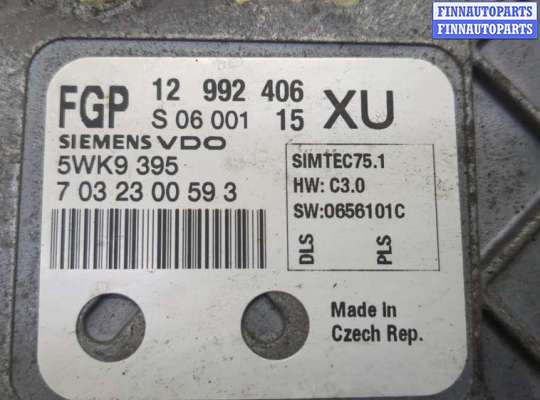 FINNAUTOPARTS
FINNAUTOPARTS
FGP 12 992 406 XU
S 06 001 15
SIEMENS VDO
5WK9 395
7 03 23 00 59 3
SIMTEC75.1
HW: C3.0
SW:0656101C
DLS PLS
Made In
Czech Rep.